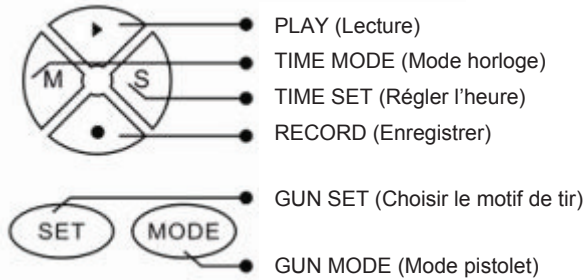 PLAY (Lecture)
TIME MODE (Mode horloge)
M
S
TIME SET (Régler l’heure)
RECORD (Enregistrer)
GUN SET (Choisir le motif de tir)
SET
MODE
GUN MODE (Mode pistolet)